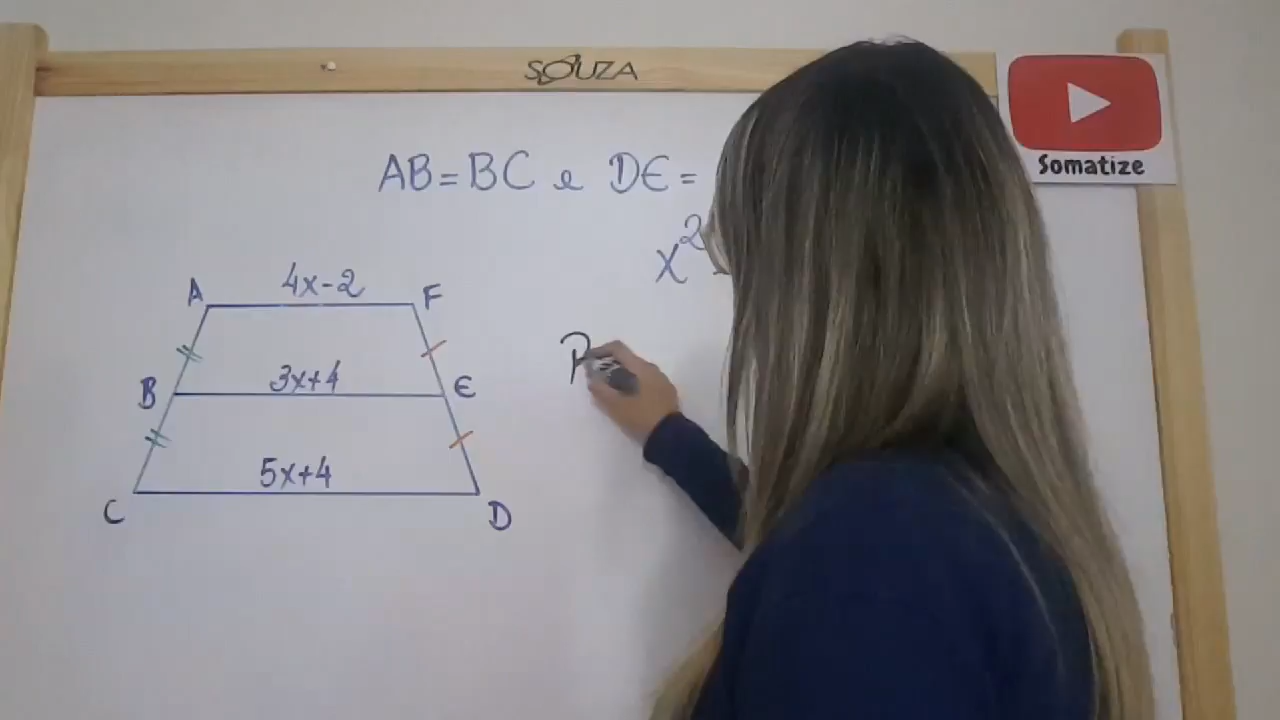 SOUZA
Somatize
AB=BC e DE=
x²
A 4x-2 F
B 3x+4 E
5x+4
C D